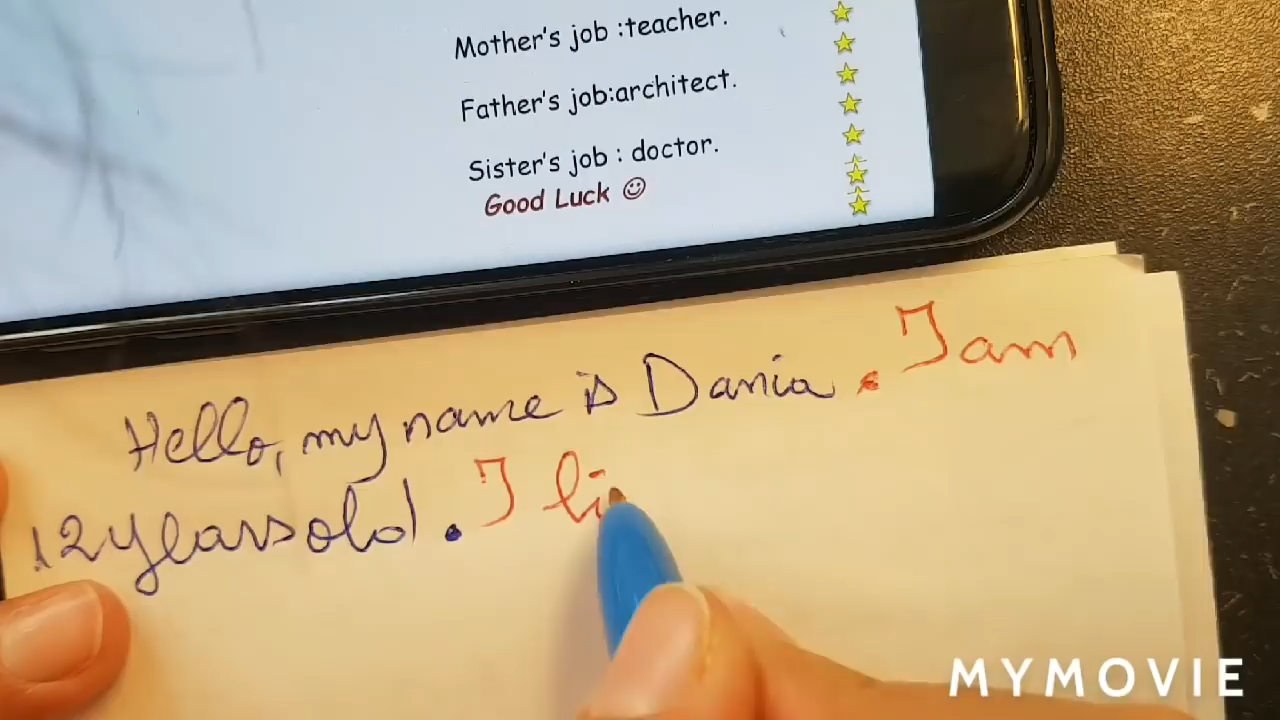 Mother's job :teacher.
Father's job:architect.
Sister's job : doctor.
Good Luck ☺
Hello, my name is Dania. I am
12 years old. I li
MYMOVIE